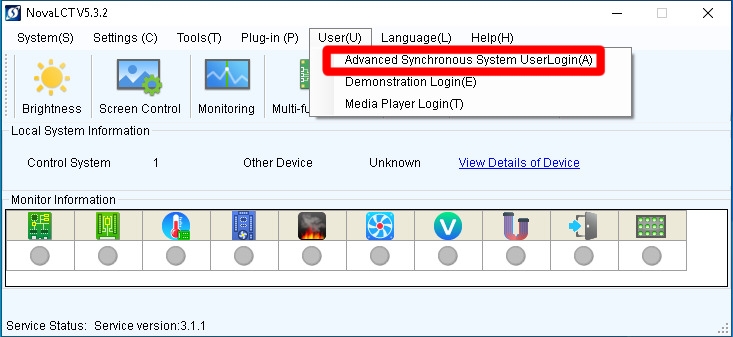 NovaLCT V5.3.2
System(S) Settings (C) Tools(T) Plug-in (P) User(U) Language(L) Help(H)
Advanced Synchronous System UserLogin(A)
Demonstration Login(E)
Media Player Login(T)
Brightness Screen Control Monitoring Multi-fu
Local System Information
Control System 1 Other Device Unknown View Details of Device
Monitor Information
V
Service Status: Service version:3.1.1